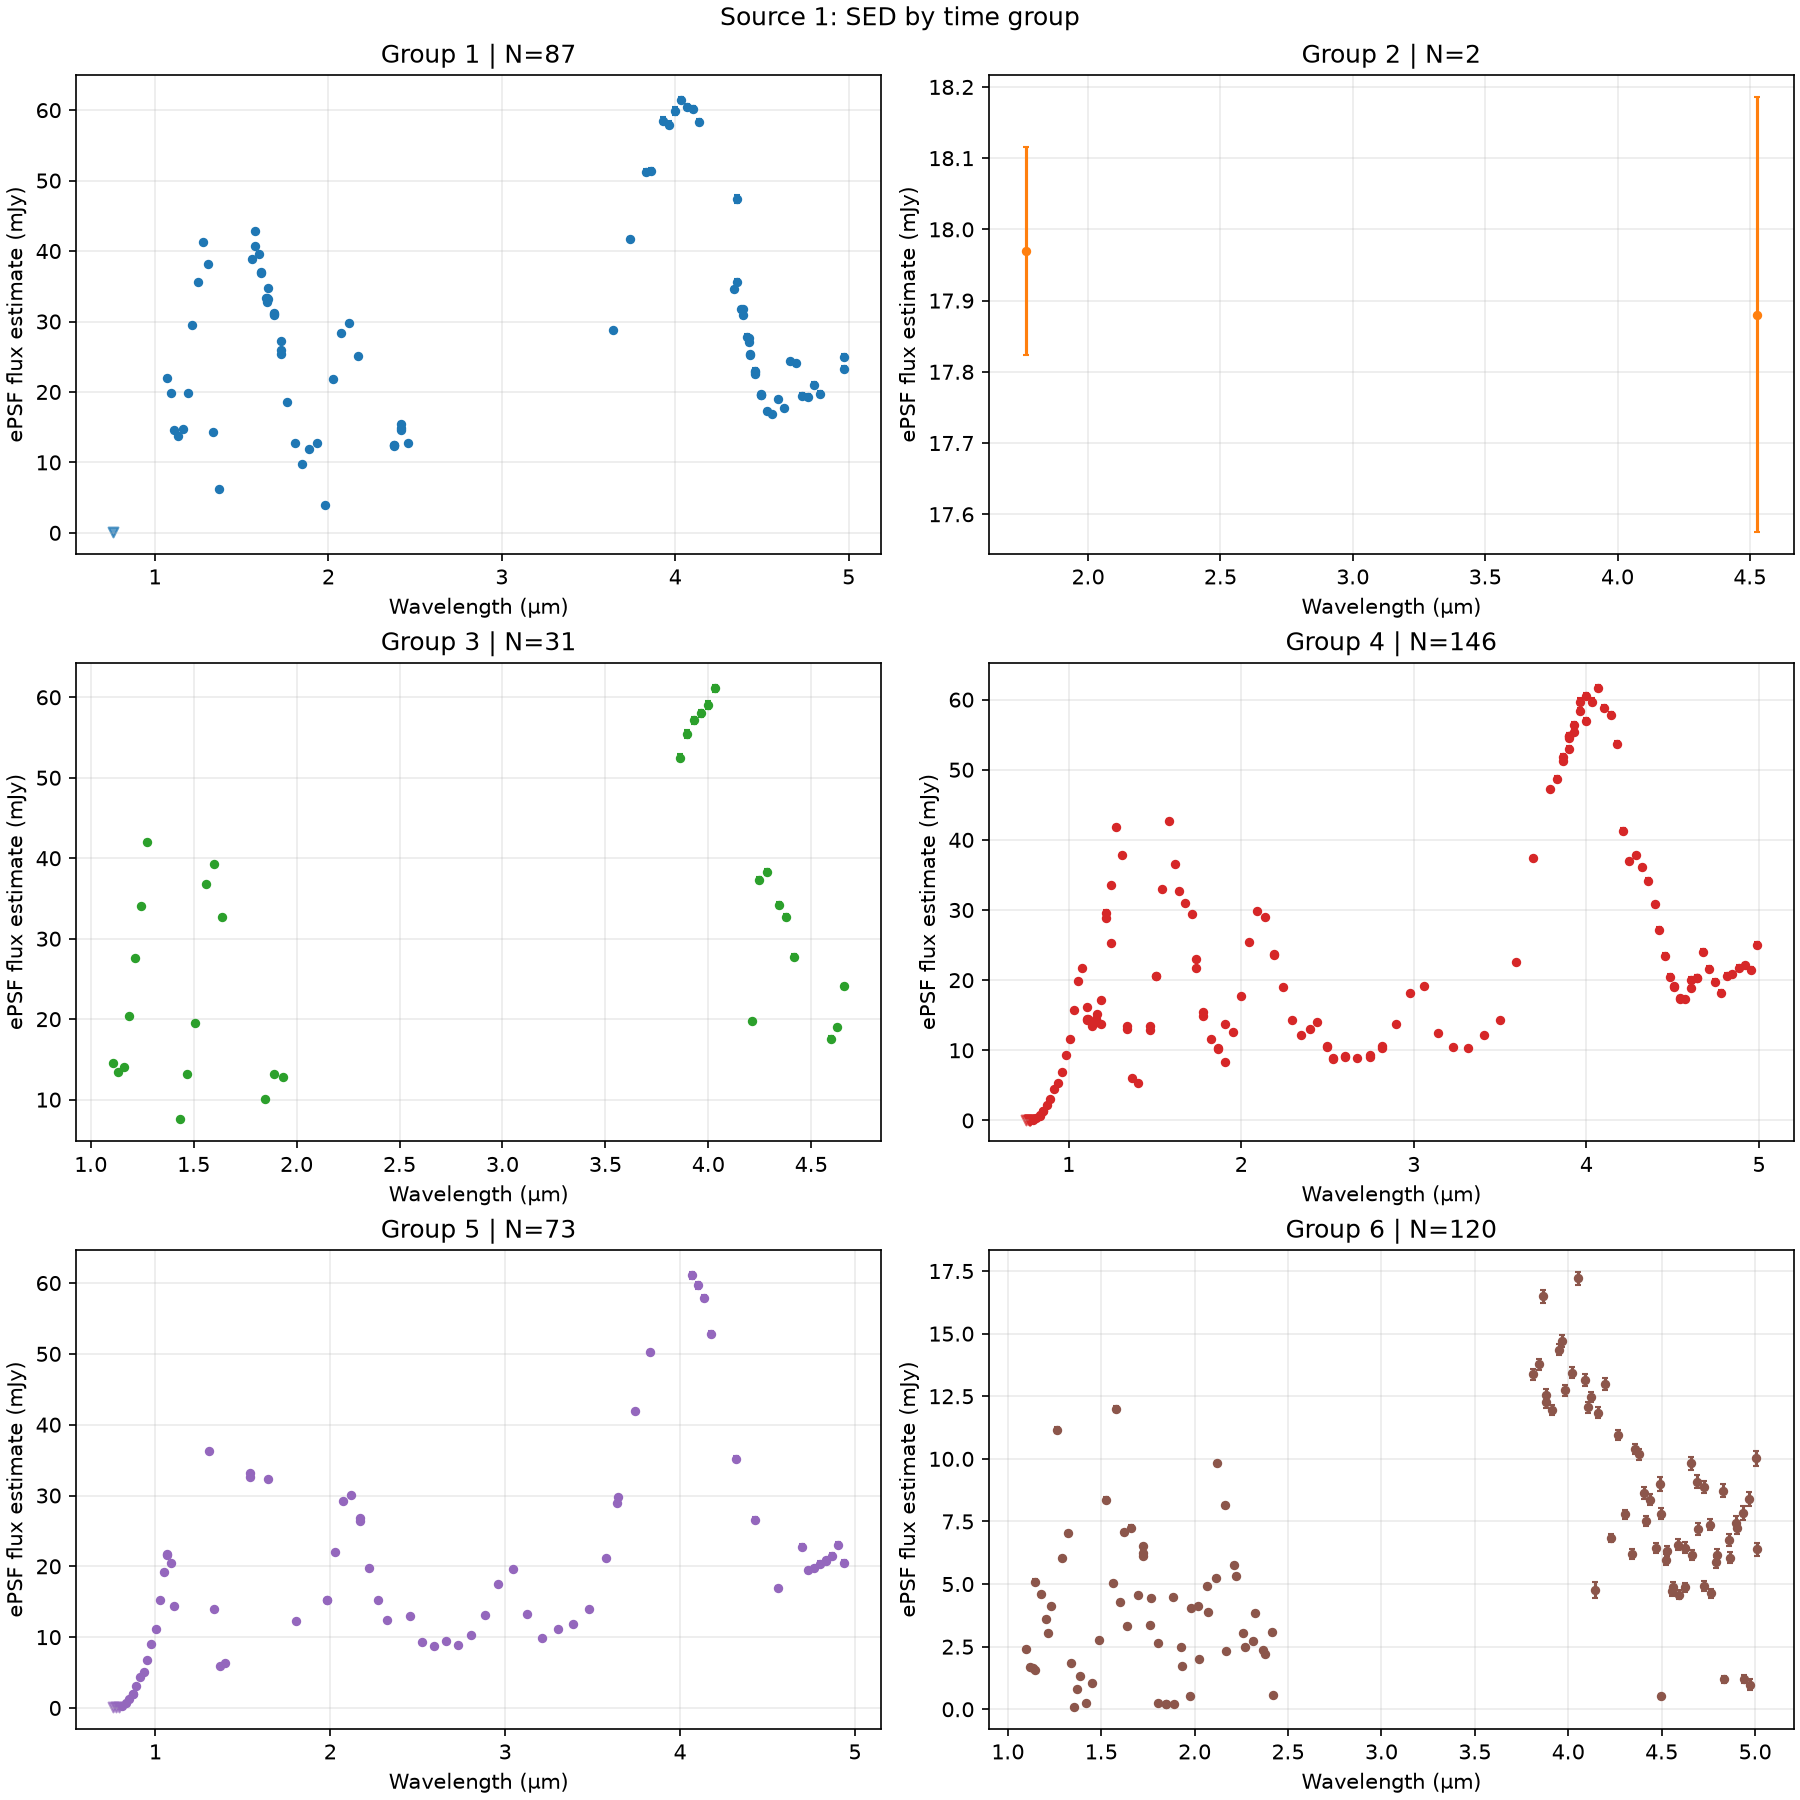 Source 1: SED by time group
Group 1 | N=87
ePSF flux estimate (mJy)
60
50
40
30
20
10
0
1 2 3 4 5
Wavelength (μm)
Group 2 | N=2
ePSF flux estimate (mJy)
18.2
18.1
18.0
17.9
17.8
17.7
17.6
2.0 2.5 3.0 3.5 4.0 4.5
Wavelength (μm)
Group 3 | N=31
ePSF flux estimate (mJy)
60
50
40
30
20
10
1.0 1.5 2.0 2.5 3.0 3.5 4.0 4.5
Wavelength (μm)
Group 4 | N=146
ePSF flux estimate (mJy)
60
50
40
30
20
10
0
1 2 3 4 5
Wavelength (μm)
Group 5 | N=73
ePSF flux estimate (mJy)
60
50
40
30
20
10
0
1 2 3 4 5
Wavelength (μm)
Group 6 | N=120
ePSF flux estimate (mJy)
17.5
15.0
12.5
10.0
7.5
5.0
2.5
0.0
1.0 1.5 2.0 2.5 3.0 3.5 4.0 4.5 5.0
Wavelength (μm)